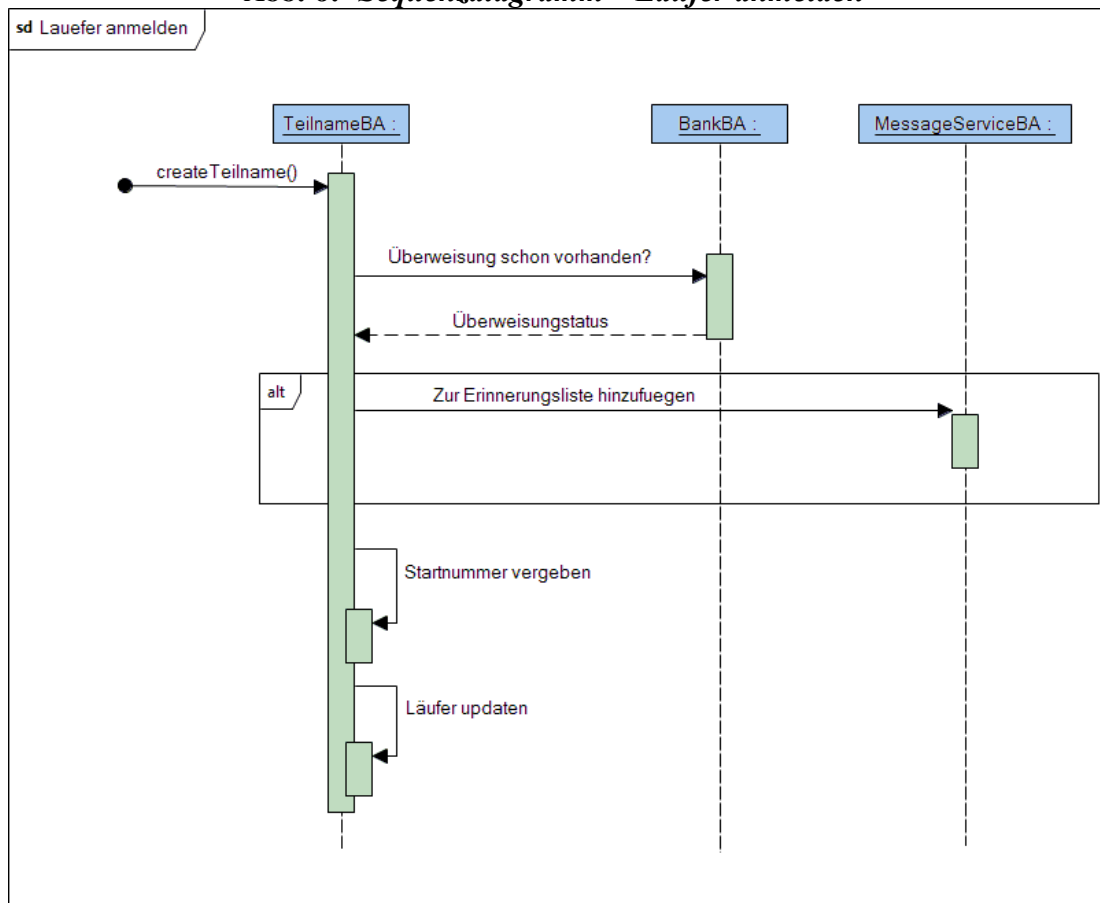 sd Lauefer anmelden
TeilnameBA :
BankBA :
MessageServiceBA :
createTeilname()
Überweisung schon vorhanden?
Überweisungstatus
alt
Zur Erinnerungsliste hinzufuegen
Startnummer vergeben
Läufer updaten